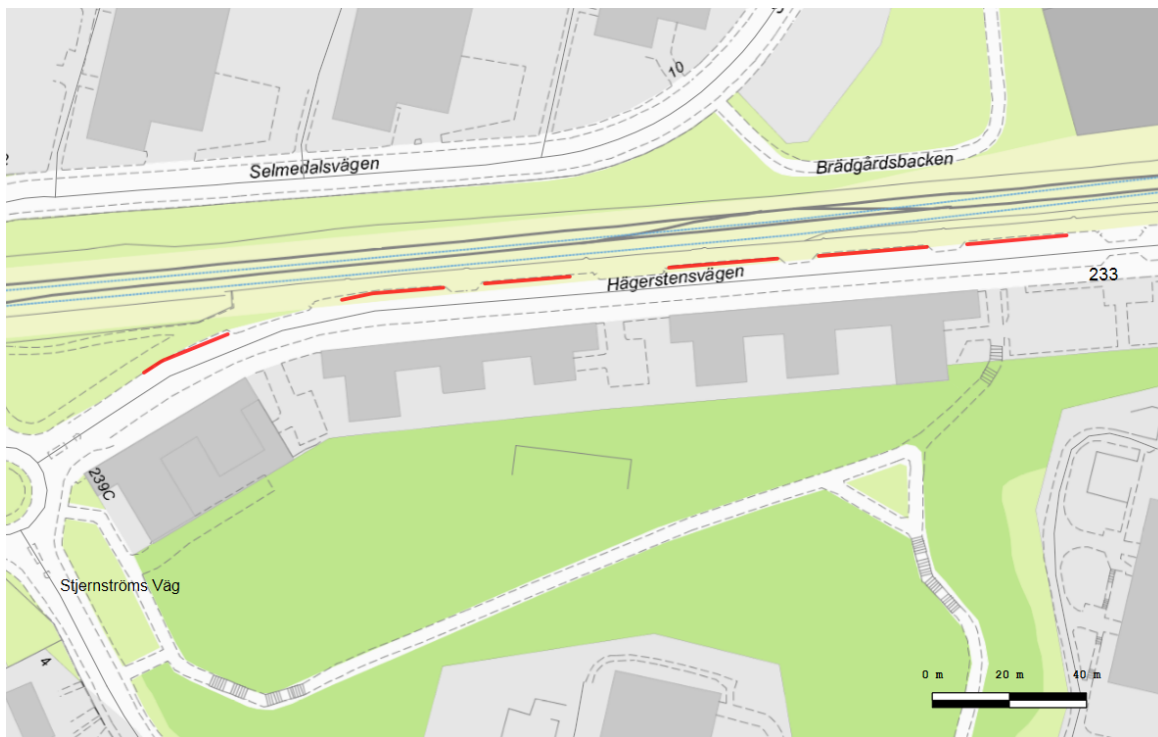 10
Selmedalsvägen
Brädgårdsbacken
Hägerstensvägen
233
239C
Stjernströms Väg
4
0 m 20 m 40 m